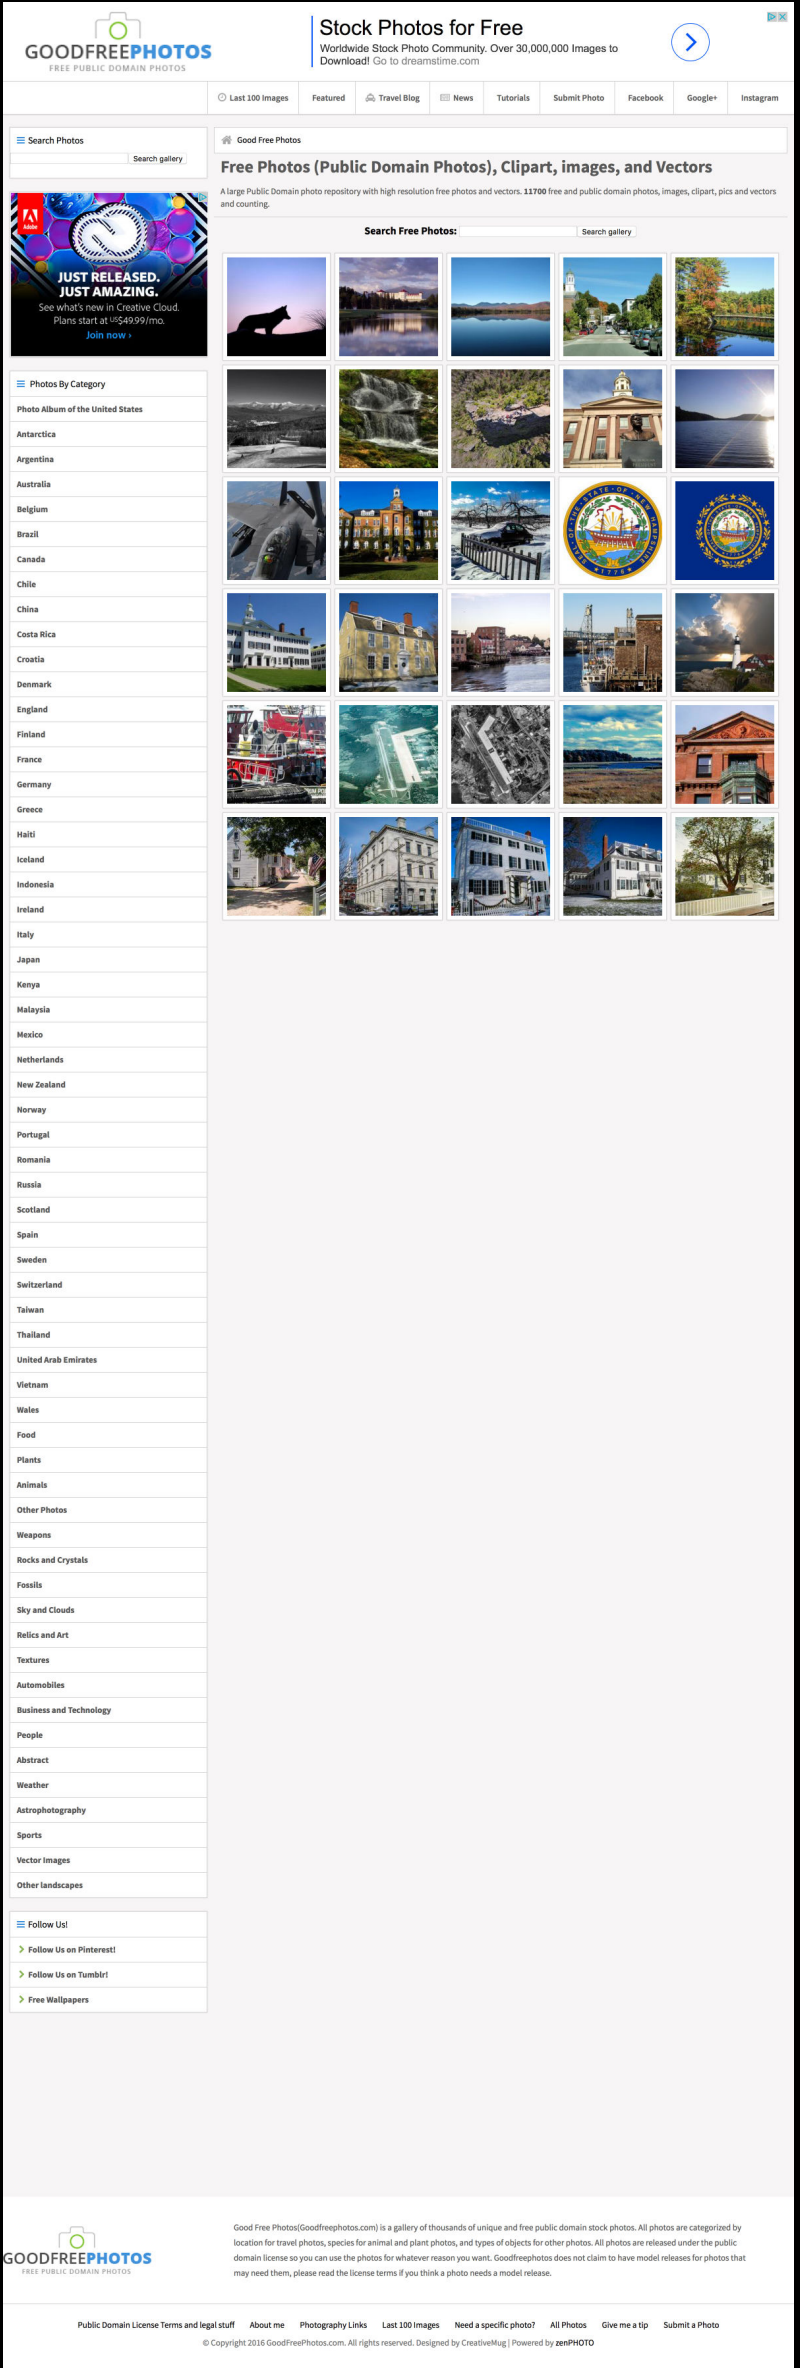 GOODFREEPHOTOS
FREE PUBLIC DOMAIN PHOTOS
Stock Photos for Free
Worldwide Stock Photo Community. Over 30,000,000 Images to
Download! Go to dreamstime.com
Last 100 Images
Featured
Travel Blog
News
Tutorials
Submit Photo
Facebook
Google+
Instagram
Search Photos
Search gallery
Adobe
JUST RELEASED.
JUST AMAZING.
See what's new in Creative Cloud.
Plans start at US$49.99/mo.
Join now ›
Photos By Category
Photo Album of the United States
Antarctica
Argentina
Australia
Belgium
Brazil
Canada
Chile
China
Costa Rica
Croatia
Denmark
England
Finland
France
Germany
Greece
Haiti
Iceland
Indonesia
Ireland
Italy
Japan
Kenya
Malaysia
Mexico
Netherlands
New Zealand
Norway
Portugal
Romania
Russia
Scotland
Spain
Sweden
Switzerland
Taiwan
Thailand
United Arab Emirates
Vietnam
Wales
Food
Plants
Animals
Other Photos
Weapons
Rocks and Crystals
Fossils
Sky and Clouds
Relics and Art
Textures
Automobiles
Business and Technology
People
Abstract
Weather
Astrophotography
Sports
Vector Images
Other landscapes
Follow Us!
Follow Us on Pinterest!
Follow Us on Tumblr!
Free Wallpapers
Good Free Photos
Free Photos (Public Domain Photos), Clipart, images, and Vectors
A large Public Domain photo repository with high resolution free photos and vectors. 11700 free and public domain photos, images, clipart, pics and vectors
and counting.
Search Free Photos:
Search gallery
SEAL · OF · THE · STATE · OF · NEW HAMPSHIRE
1776
GOODFREEPHOTOS
FREE PUBLIC DOMAIN PHOTOS
Good Free Photos(Goodfreephotos.com) is a gallery of thousands of unique and free public domain stock photos. All photos are categorized by
location for travel photos, species for animal and plant photos, and types of objects for other photos. All photos are released under the public
domain license so you can use the photos for whatever reason you want. Goodfreephotos does not claim to have model releases for photos that
may need them, please read the license terms if you think a photo needs a model release.
Public Domain License Terms and legal stuff
About me
Photography Links
Last 100 Images
Need a specific photo?
All Photos
Give me a tip
Submit a Photo
© Copyright 2016 GoodFreePhotos.com. All rights reserved. Designed by CreativeMug | Powered by zenPHOTO